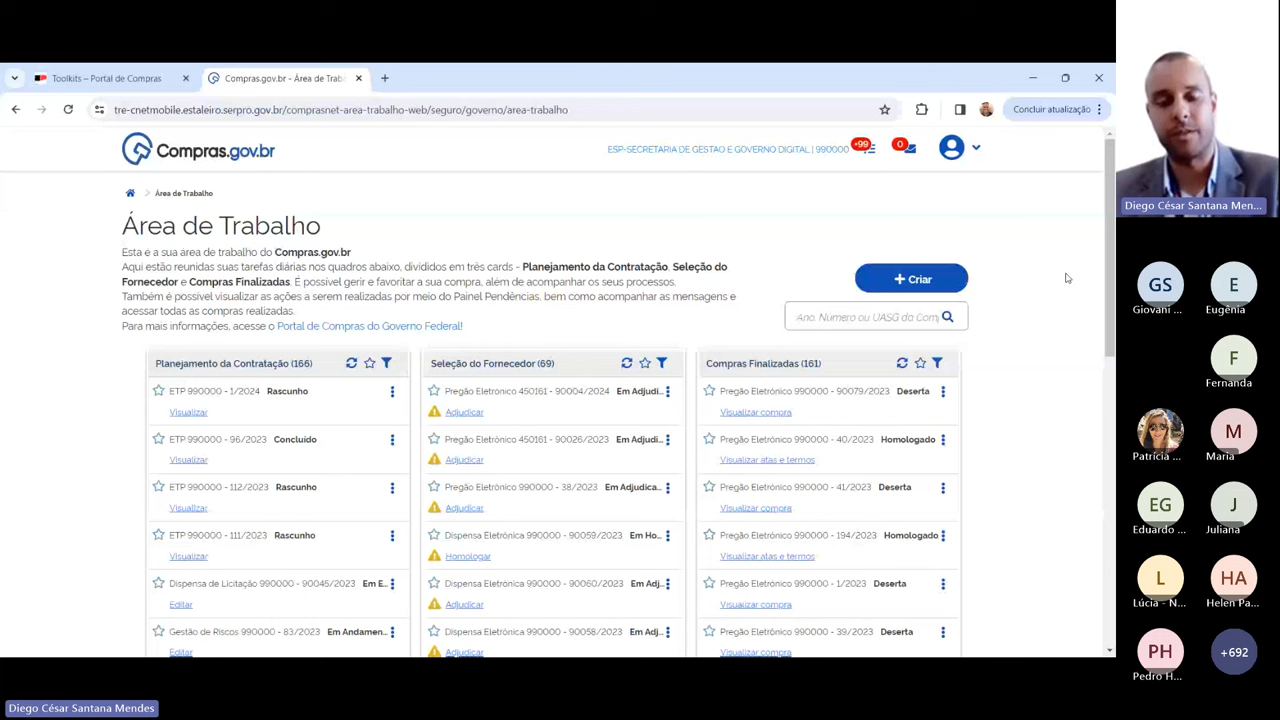 Toolkits – Portal de Compras
Compras.gov.br - Área de Trab
tre-cnetmobile.estaleiro.serpro.gov.br/comprasnet-area-trabalho-web/seguro/governo/area-trabalho
Concluir atualização
Compras.gov.br
ESP-SECRETARIA DE GESTAO E GOVERNO DIGITAL | 990000
+99
0
Área de Trabalho
Área de Trabalho
Esta e a sua area de trabalho do Compras.gov.br
Aqui estão reunidas suas tarefas diárias nos quadros abaixo, divididos em três cards - Planejamento da Contratação, Seleção do
Fornecedor e Compras Finalizadas. É possível gerir e favoritar a sua compra, além de acompanhar os seus processos.
Também é possível visualizar as ações a serem realizadas por meio do Painel Pendências, bem como acompanhar as mensagens e
acessar todas as compras realizadas.
Para mais informações, acesse o Portal de Compras do Governo Federal!
+ Criar
Ano, Numero ou UASG da Com
Planejamento da Contratação (166)
ETP 990000 - 1/2024 Rascunho
Visualizar
ETP 990000 - 96/2023 Concluído
Visualizar
ETP 990000 - 112/2023 Rascunho
Visualizar
ETP 990000 - 111/2023 Rascunho
Visualizar
Dispensa de Licitação 990000 - 90045/2023 Em E...
Editar
Gestão de Riscos 990000 - 83/2023 Em Andamen...
Editar
Seleção do Fornecedor (69)
Pregão Eletrônico 450161 - 90004/2024 Em Adjudi...
Adjudicar
Pregão Eletrônico 450161 - 90026/2023 Em Adjudi...
Adjudicar
Pregão Eletrônico 990000 - 38/2023 Em Adjudica...
Adjudicar
Dispensa Eletrônica 990000 - 90059/2023 Em Ho...
Homologar
Dispensa Eletrônica 990000 - 90060/2023 Em Adj...
Adjudicar
Dispensa Eletrônica 990000 - 90058/2023 Em Adj...
Adjudicar
Compras Finalizadas (161)
Pregão Eletrônico 990000 - 90079/2023 Deserta
Visualizar compra
Pregão Eletrônico 990000 - 40/2023 Homologado
Visualizar atas e termos
Pregão Eletrônico 990000 - 41/2023 Deserta
Visualizar compra
Pregão Eletrônico 990000 - 194/2023 Homologado
Visualizar atas e termos
Pregão Eletrônico 990000 - 1/2023 Deserta
Visualizar compra
Pregão Eletrônico 990000 - 39/2023 Deserta
Visualizar compra
Diego César Santana Men...
GS
Giovani ...
E
Eugênia
F
Fernanda
Patrícia ...
M
Maria
EG
Eduardo ...
J
Juliana
L
Lúcia - N...
HA
Helen Pa...
PH
Pedro H...
+692
Diego César Santana Mendes